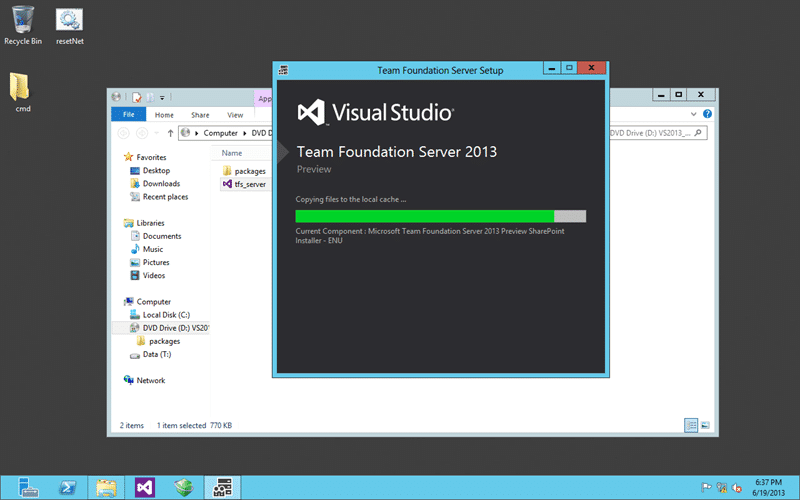 Recycle Bin
resetNet
cmd
Team Foundation Server Setup
App
File
Home
Share
View
Computer
DVD D
DVD Drive (D:) VS2013_...
Name
Favorites
Desktop
Downloads
Recent places
Libraries
Documents
Music
Pictures
Videos
Computer
Local Disk (C:)
DVD Drive (D:) VS201
packages
Data (T:)
Network
packages
tfs_server
Visual Studio
Team Foundation Server 2013
Preview
Copying files to the local cache ...
Current Component : Microsoft Team Foundation Server 2013 Preview SharePoint
Installer - ENU
2 items
1 item selected 770 KB
6:37 PM
6/19/2013